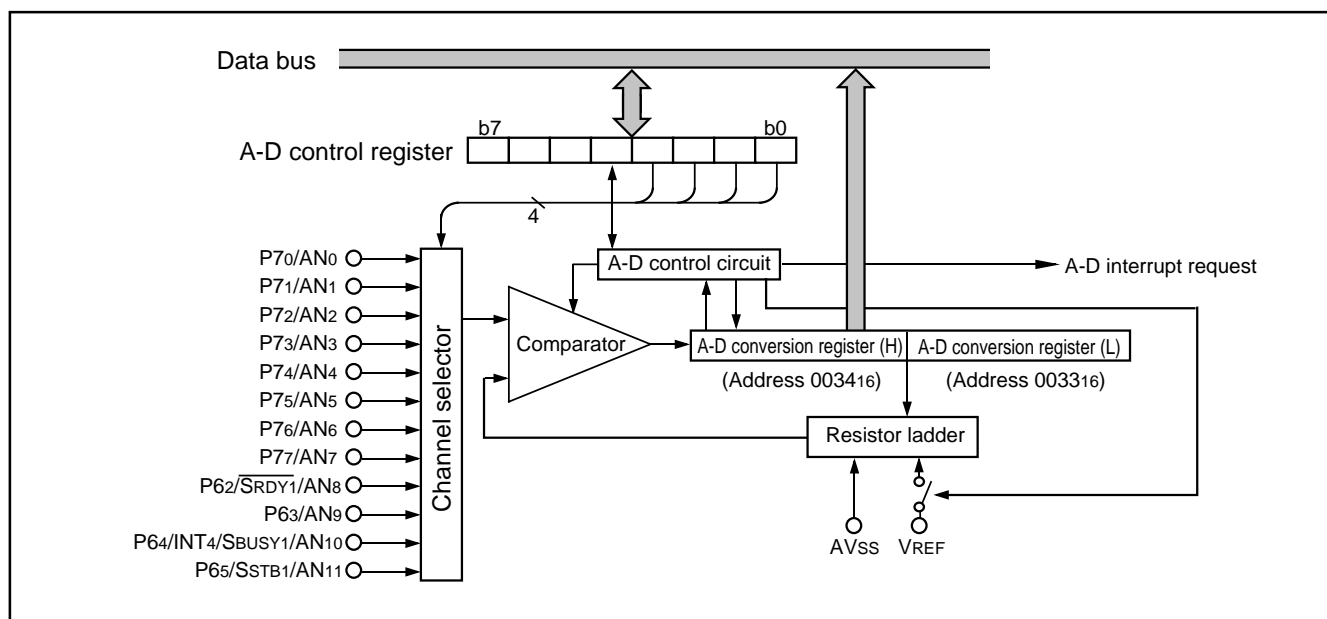 Data bus
b7
b0
A-D control register
4
P70/AN0
P71/AN1
P72/AN2
P73/AN3
P74/AN4
P75/AN5
P76/AN6
P77/AN7
P62/SRDY1/AN8
P63/AN9
P64/INT4/SBUSY1/AN10
P65/SSTB1/AN11
Channel selector
A-D control circuit
A-D interrupt request
Comparator
A-D conversion register (H)
A-D conversion register (L)
(Address 003416)
(Address 003316)
Resistor ladder
AVSS
VREF